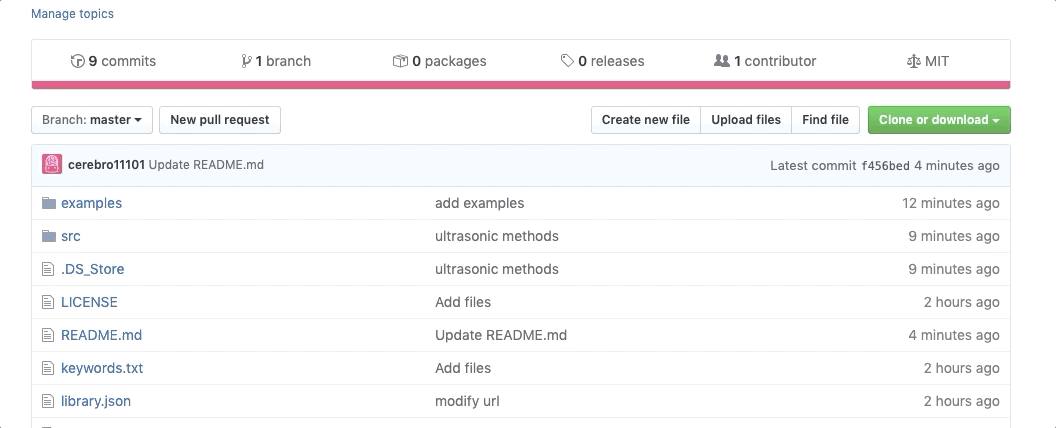 Manage topics
9 commits 1 branch 0 packages 0 releases 1 contributor MIT
Branch: master New pull request Create new file Upload files Find file Clone or download
cerebro11101 Update README.md Latest commit f456bed 4 minutes ago
examples add examples 12 minutes ago
src ultrasonic methods 9 minutes ago
.DS_Store ultrasonic methods 9 minutes ago
LICENSE Add files 2 hours ago
README.md Update README.md 4 minutes ago
keywords.txt Add files 2 hours ago
library.json modify url 2 hours ago